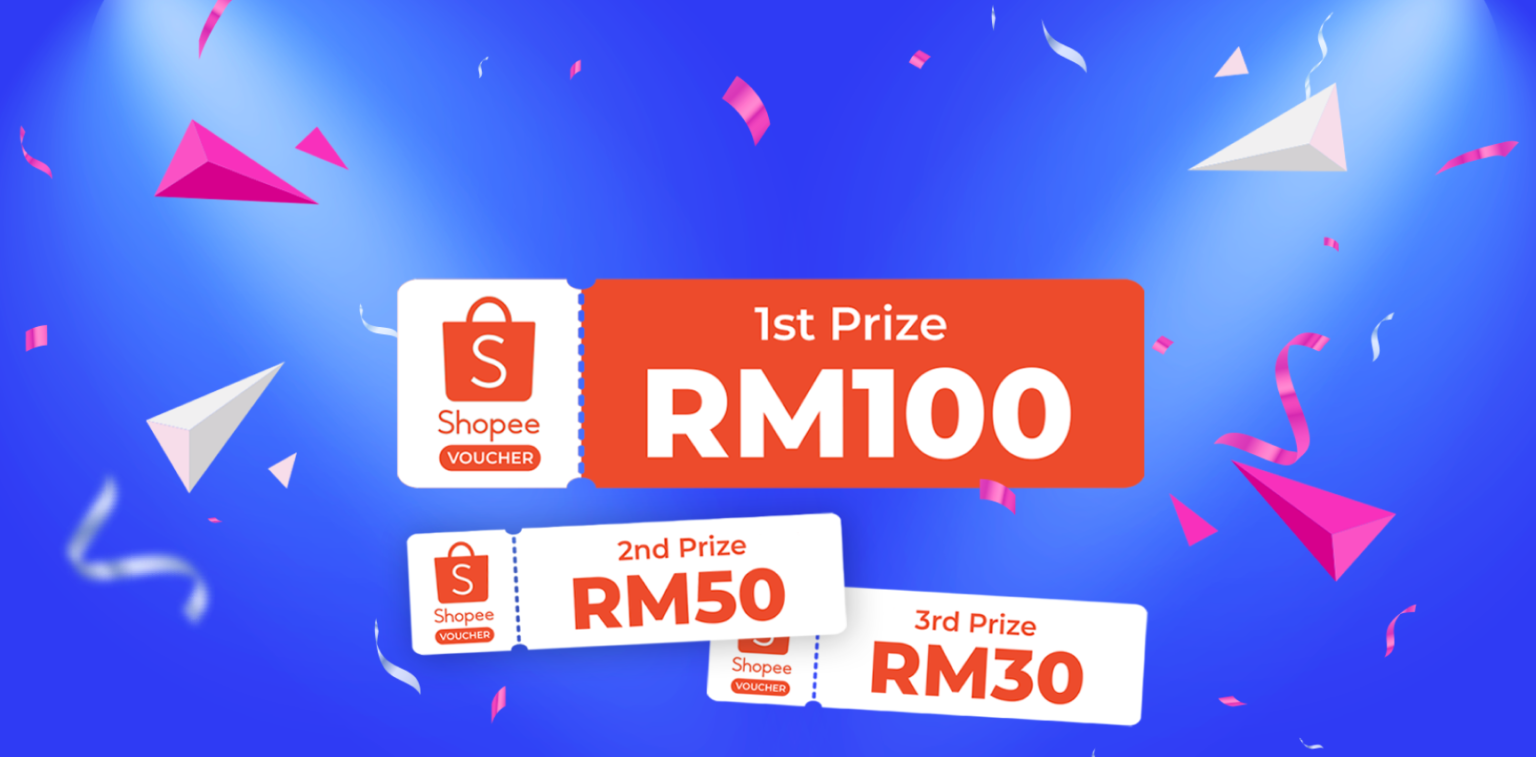 1st Prize
RM100
S
Shopee
VOUCHER
2nd Prize
RM50
S
Shopee
VOUCHER
3rd Prize
RM30
S
Shopee
VOUCHER